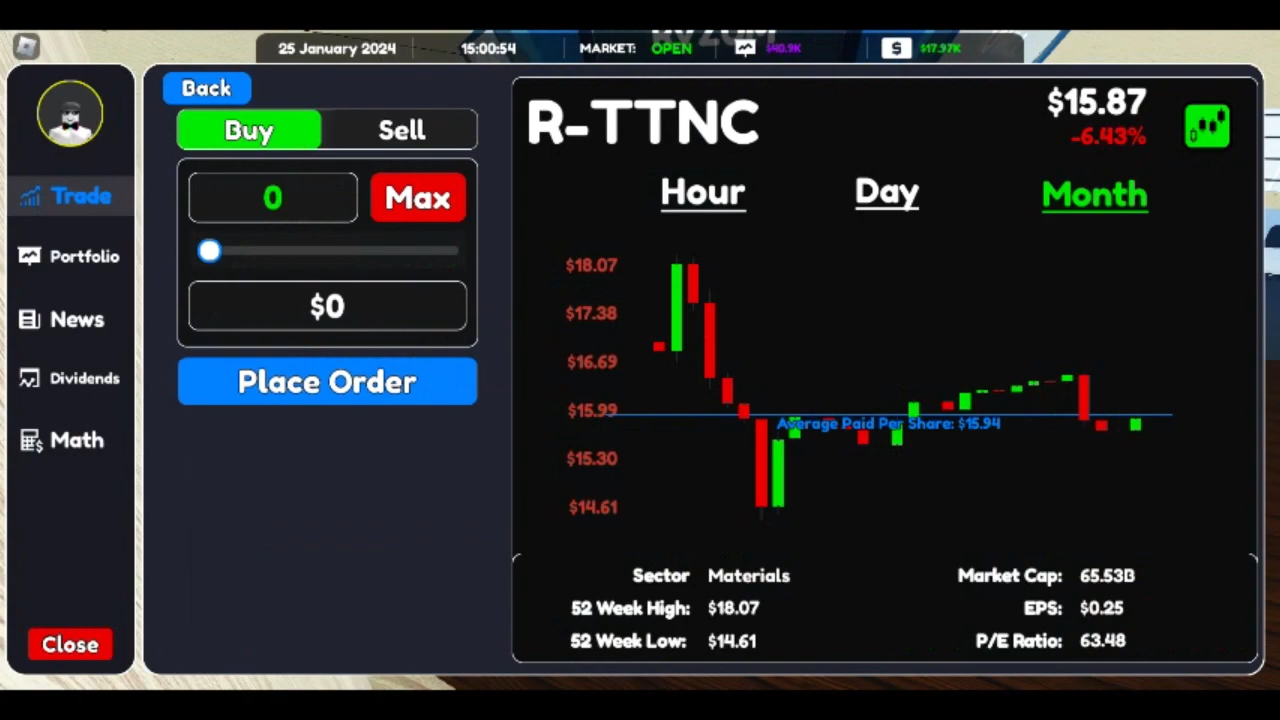 25 January 2024 15:00:54 MARKET: OPEN $40.9K $ $17.97K
Back
Buy Sell
0 Max
$0
Place Order
Trade
Portfolio
News
Dividends
Math
Close
R-TTNC
$15.87
-6.43%
Hour Day Month
$18.07
$17.38
$16.69
$15.99
Average Paid Per Share: $15.94
$15.30
$14.61
Sector Materials
52 Week High: $18.07
52 Week Low: $14.61
Market Cap: 65.53B
EPS: $0.25
P/E Ratio: 63.48